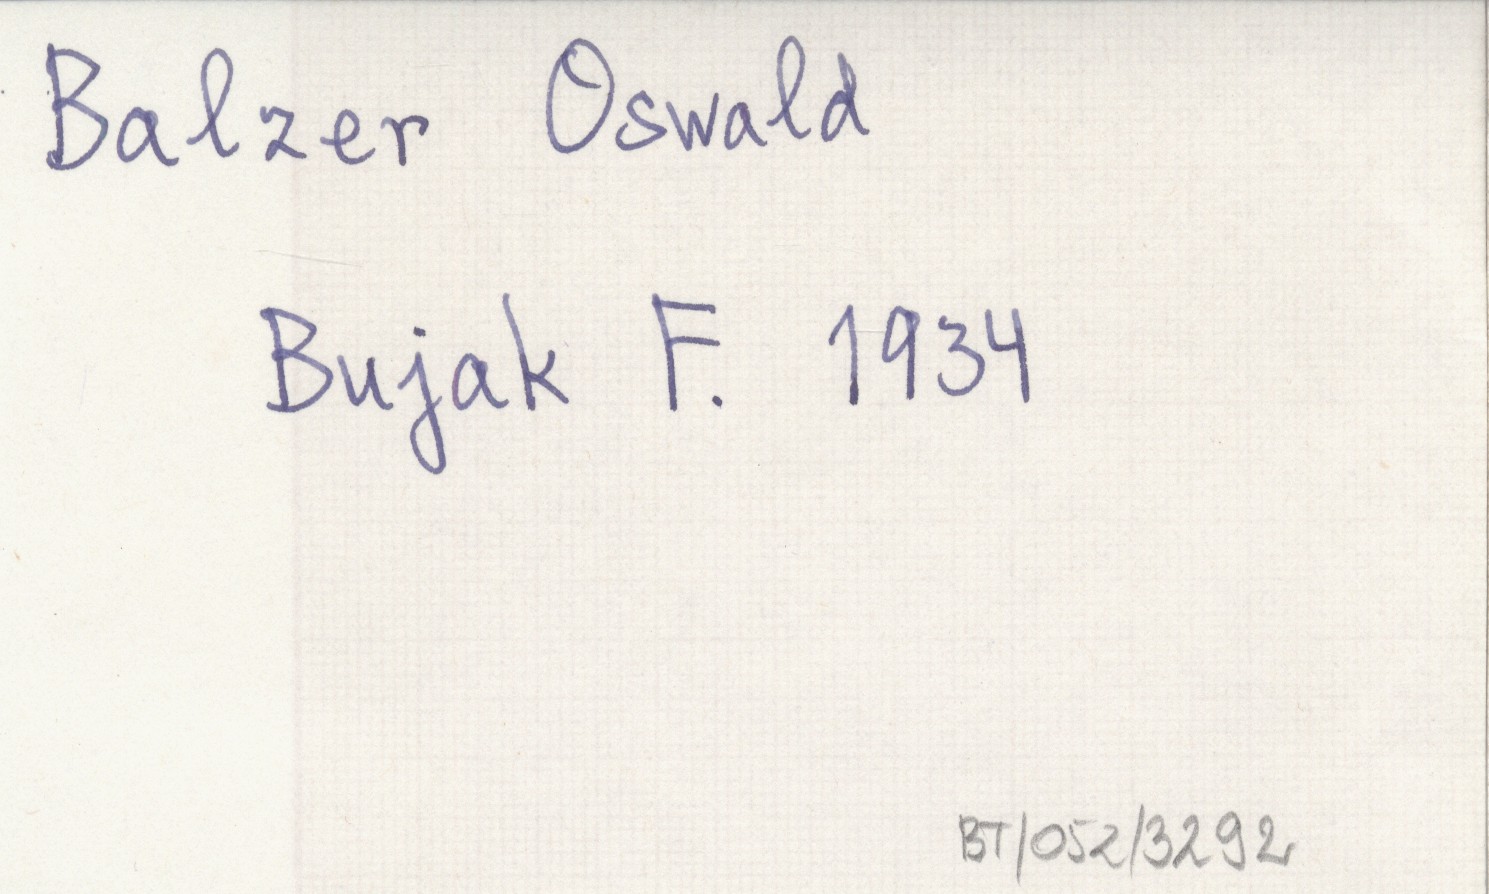 Balzer Oswald
Bujak F. 1934
BT/052/3292